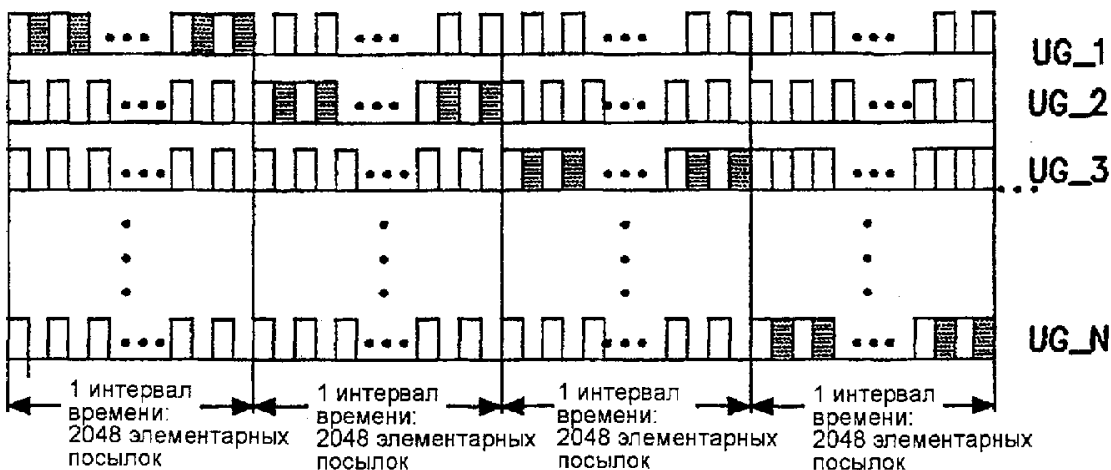 UG_1
UG_2
UG_3
UG_N
1 интервал
времени:
2048 элементарных
посылок
1 интервал
времени:
2048 элементарных
посылок
1 интервал
времени:
2048 элементарных
посылок
1 интервал
времени:
2048 элементарных
посылок